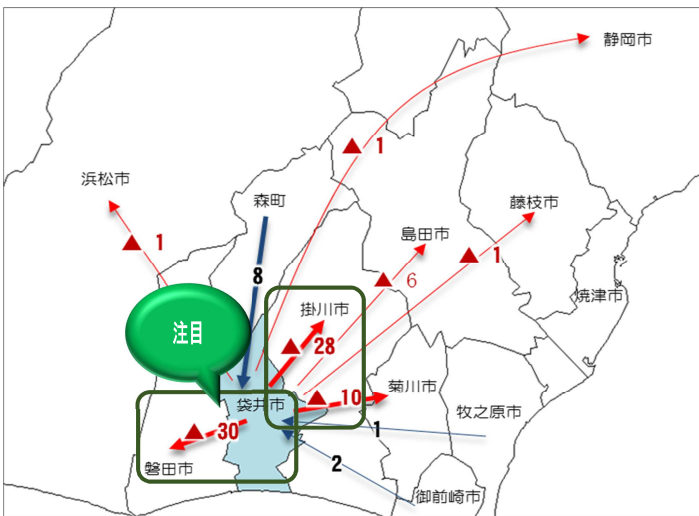 静岡市
▲ 1
浜松市
森町
藤枝市
▲ 1
島田市
▲ 1
8
▲ 6
焼津市
掛川市
注目
▲ 28
菊川市
▲ 10
袋井市
牧之原市
1
▲ 30
2
磐田市
御前崎市